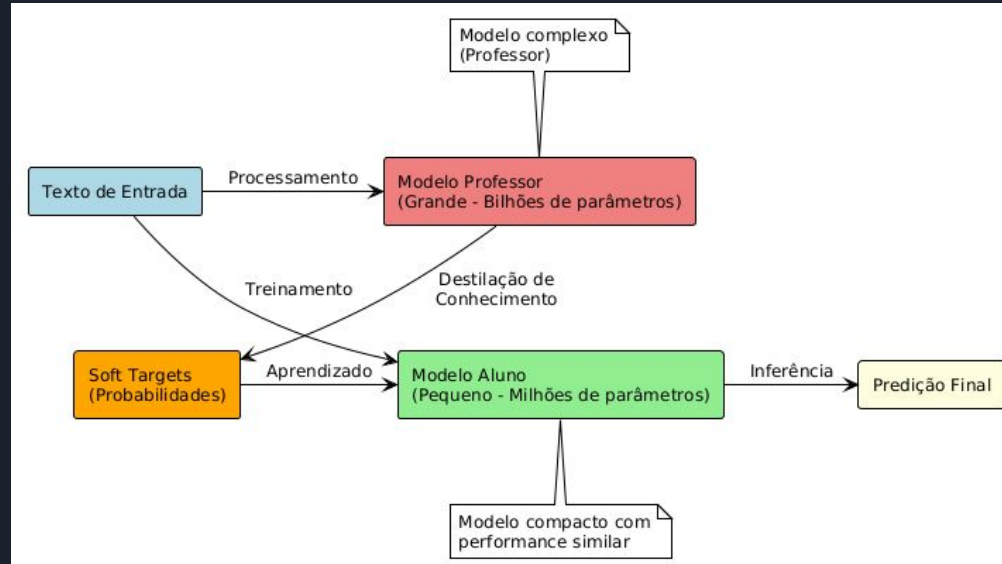 Modelo complexo
(Professor)
Texto de Entrada
Processamento
Modelo Professor
(Grande - Bilhões de parâmetros)
Treinamento
Destilação de
Conhecimento
Soft Targets
(Probabilidades)
Aprendizado
Modelo Aluno
(Pequeno - Milhões de parâmetros)
Inferência
Predição Final
Modelo compacto com
performance similar